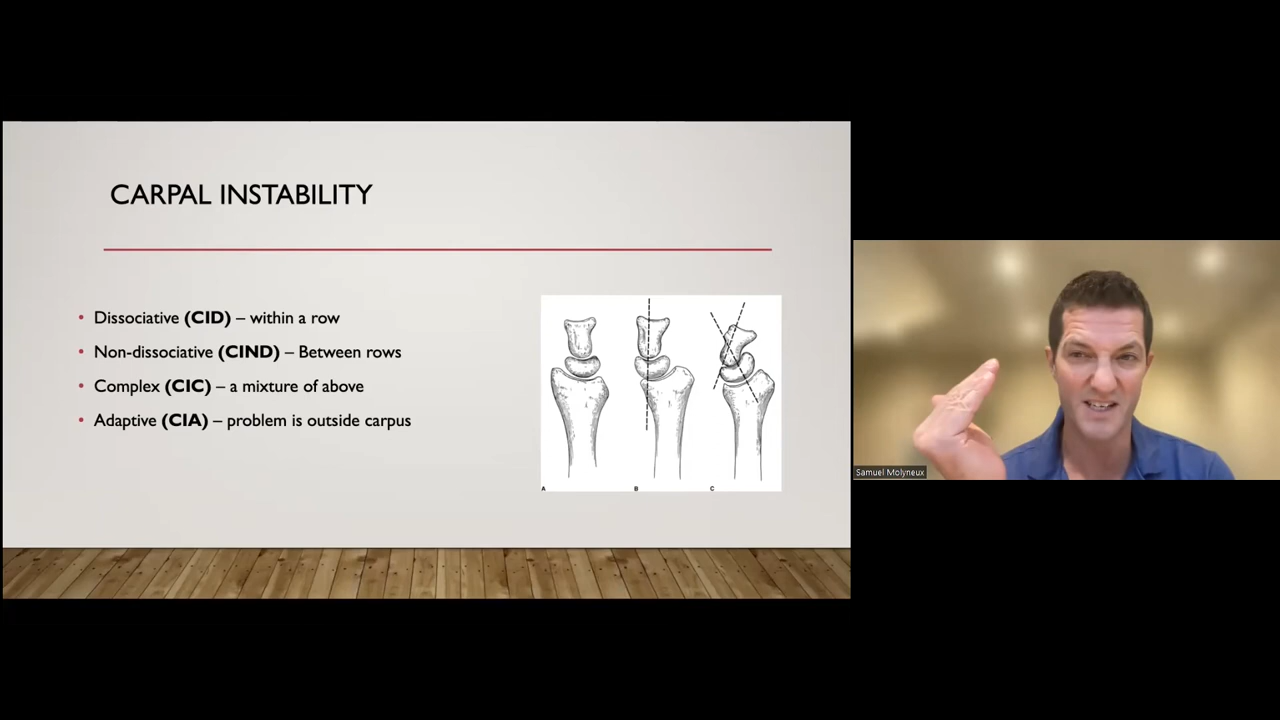 CARPAL INSTABILITY
• Dissociative (CID) – within a row
• Non-dissociative (CIND) – Between rows
• Complex (CIC) – a mixture of above
• Adaptive (CIA) – problem is outside carpus
A B C
Samuel Molyneux